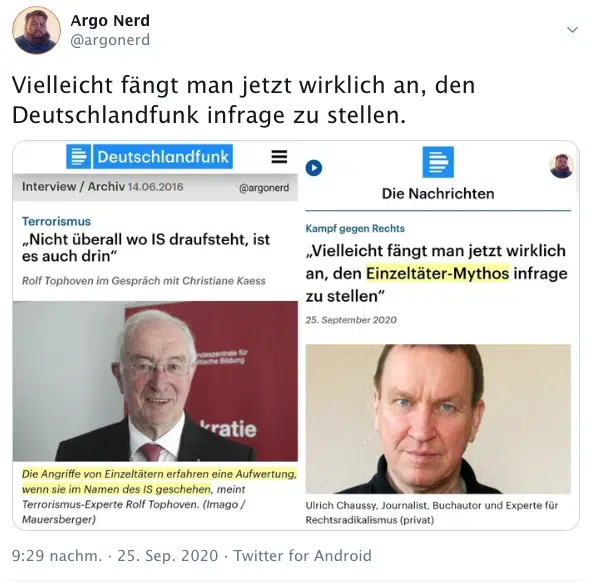 Argo Nerd
@argonerd
Vielleicht fängt man jetzt wirklich an, den
Deutschlandfunk infrage zu stellen.
Deutschlandfunk
Interview / Archiv 14.06.2016
@argonerd
Terrorismus
„Nicht überall wo IS draufsteht, ist
es auch drin“
Rolf Tophoven im Gespräch mit Christiane Kaess
ndeszentrale für
itische Bildung
kratie
Die Angriffe von Einzeltätern erfahren eine Aufwertung,
wenn sie im Namen des IS geschehen, meint
Terrorismus-Experte Rolf Tophoven. (Imago /
Mauersberger)
Die Nachrichten
Kampf gegen Rechts
„Vielleicht fängt man jetzt wirklich
an, den Einzeltäter-Mythos infrage
zu stellen“
25. September 2020
Ulrich Chaussy, Journalist, Buchautor und Experte für
Rechtsradikalismus (privat)
9:29 nachm. · 25. Sep. 2020 · Twitter for Android